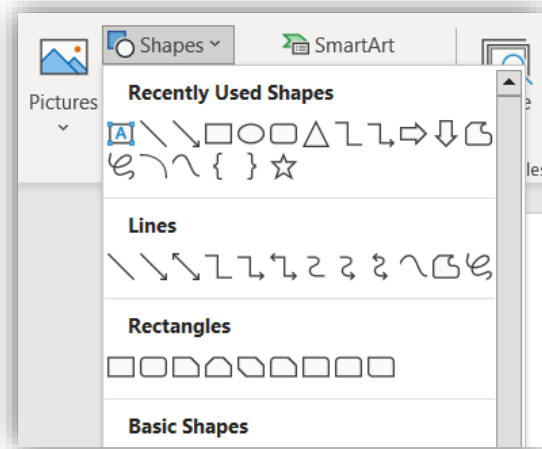 Shapes
SmartArt
Pictures
Recently Used Shapes
A
Lines
Rectangles
Basic Shapes